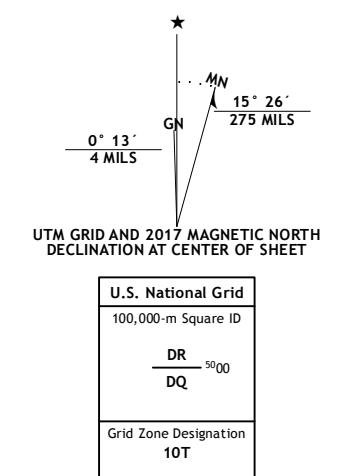 ★
MN
15° 26´
275 MILS
GN
0° 13´
4 MILS
UTM GRID AND 2017 MAGNETIC NORTH
DECLINATION AT CENTER OF SHEET
U.S. National Grid
100,000-m Square ID
DR
5000
DQ
Grid Zone Designation
10T